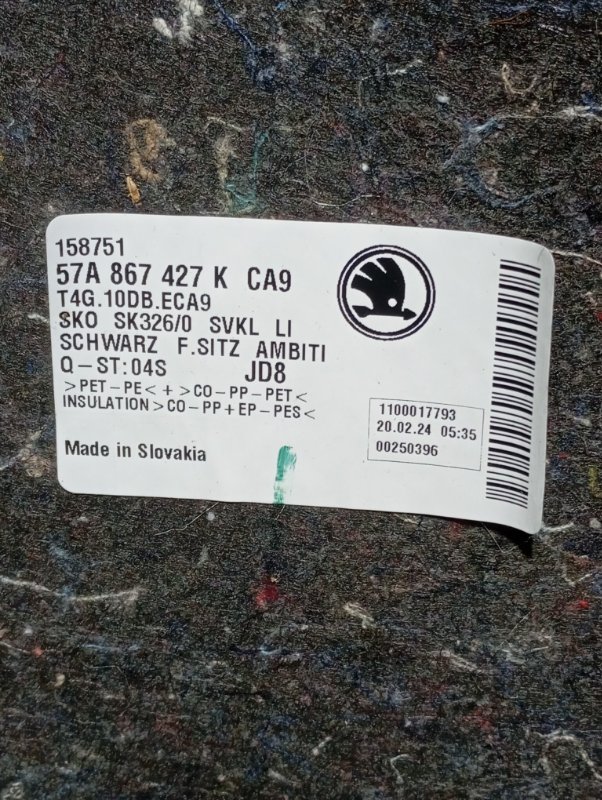 158751
57A 867 427 K CA9
T4G.10DB.ECA9
SKO SK326/0 SVKL LI
SCHWARZ F.SITZ AMBITI
Q-ST:04S JD8
>PET-PE<+>CO-PP-PET<
INSULATION>CO-PP+EP-PES<
1100017793
20.02.24 05:35
00250396
Made in Slovakia